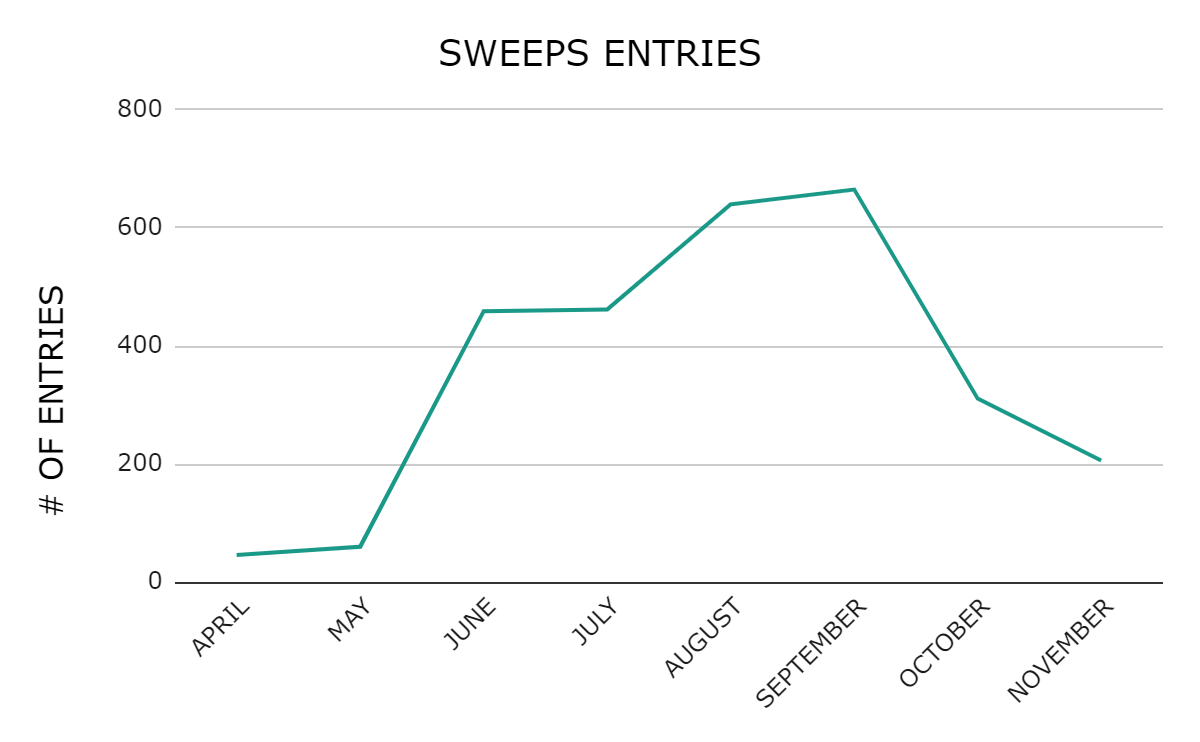 SWEEPS ENTRIES
# OF ENTRIES
800
600
400
200
0
APRIL
MAY
JUNE
JULY
AUGUST
SEPTEMBER
OCTOBER
NOVEMBER